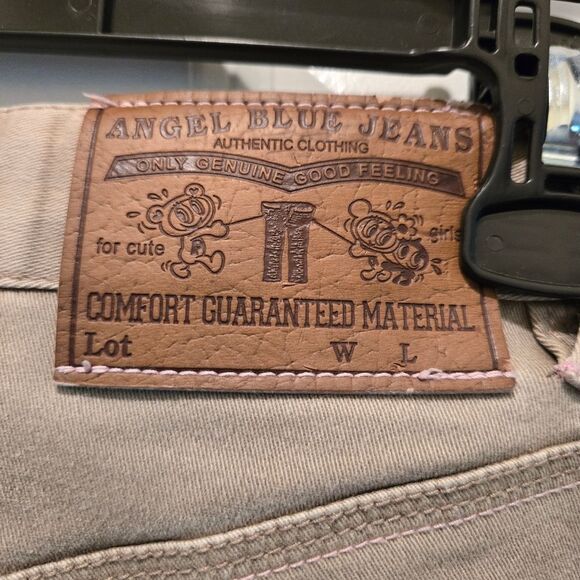 ANGEL BLUE JEANS
AUTHENTIC CLOTHING
ONLY GENUINE GOOD FEELING
for cute girls
COMFORT GUARANTEED MATERIAL
Lot W L